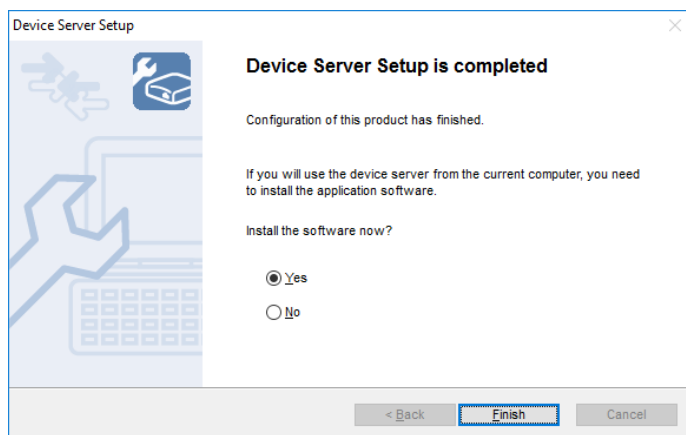 Device Server Setup
Device Server Setup is completed
Configuration of this product has finished.
If you will use the device server from the current computer, you need
to install the application software.
Install the software now?
Yes
No
< Back
Finish
Cancel